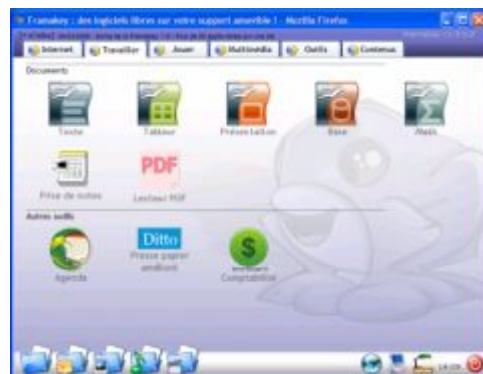 Framakey : des logiciels libres sur votre support amovible ! - Mozilla Firefox
Internet Travailler Jouer Multimédia Outils Contenus
Documents
Texte Tableur Présentation Base Math
PDF
Prise de notes Lecteur PDF
Autres outils
Ditto
$
Agenda Presse papier amélioré Comptabilité